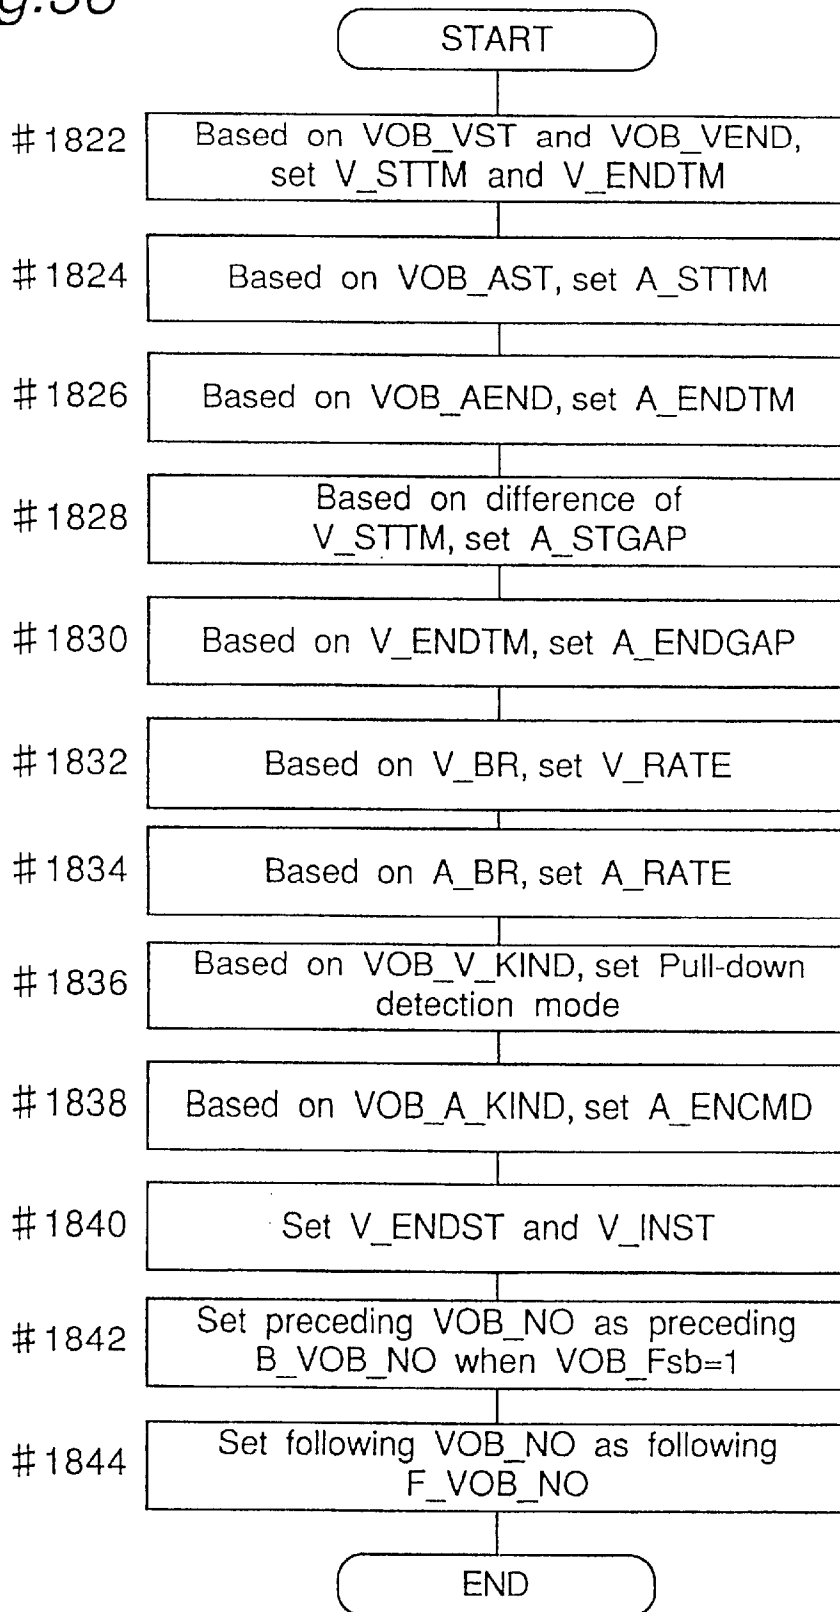 START
#1822
Based on VOB_VST and VOB_VEND,
set V_STTM and V_ENDTM
#1824
Based on VOB_AST, set A_STTM
#1826
Based on VOB_AEND, set A_ENDTM
#1828
Based on difference of
V_STTM, set A_STGAP
#1830
Based on V_ENDTM, set A_ENDGAP
#1832
Based on V_BR, set V_RATE
#1834
Based on A_BR, set A_RATE
#1836
Based on VOB_V_KIND, set Pull-down
detection mode
#1838
Based on VOB_A_KIND, set A_ENCMD
#1840
Set V_ENDST and V_INST
#1842
Set preceding VOB_NO as preceding
B_VOB_NO when VOB_Fsb=1
#1844
Set following VOB_NO as following
F_VOB_NO
END